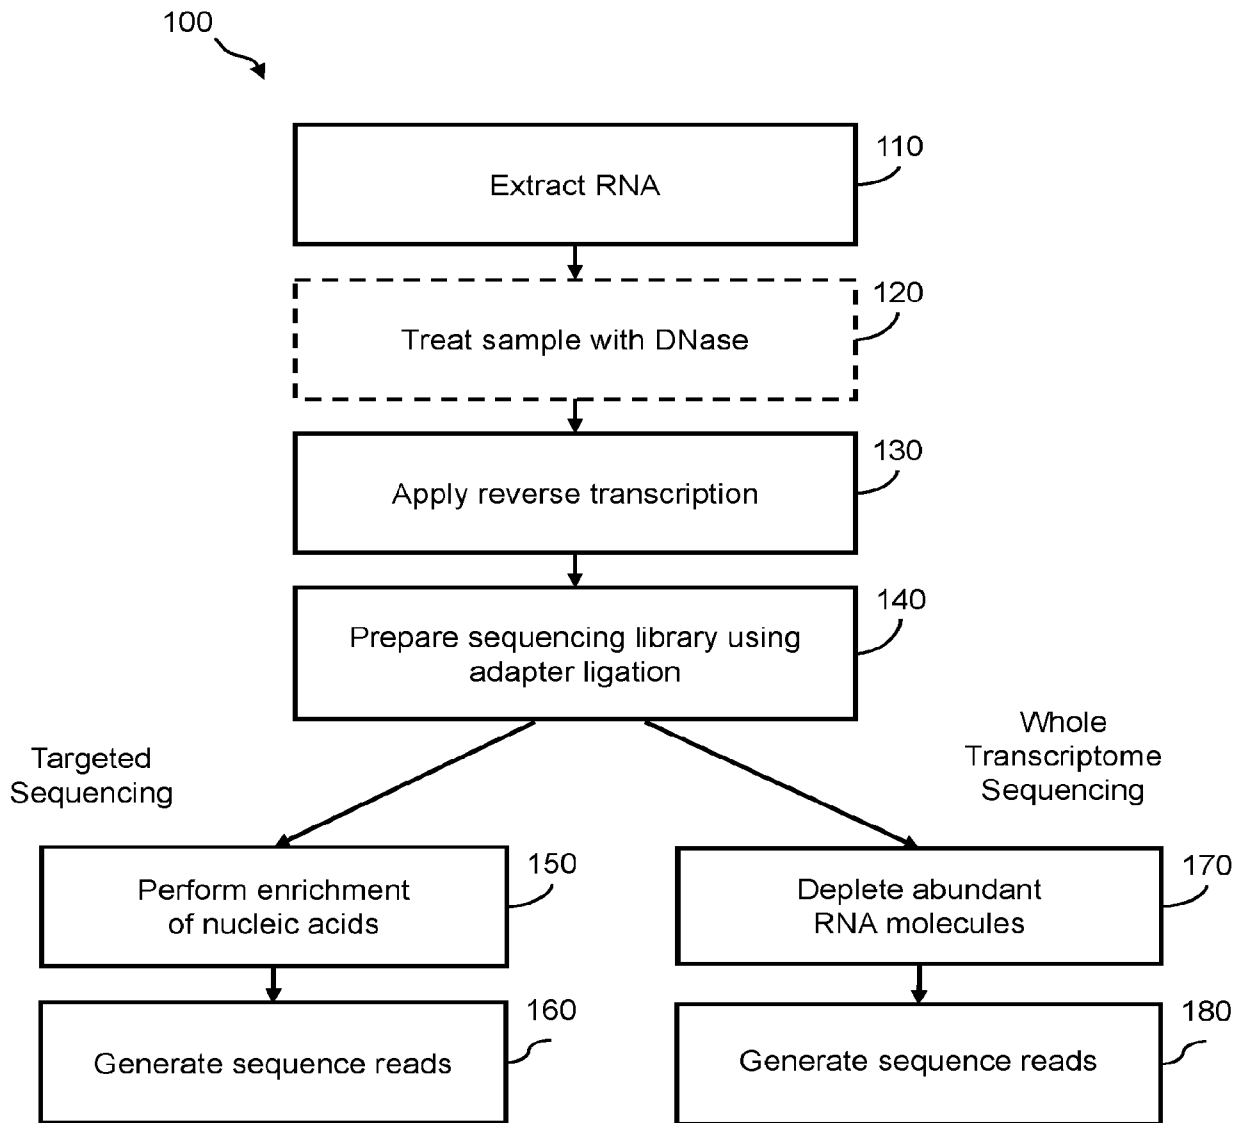 100
110
Extract RNA
120
Treat sample with DNase
130
Apply reverse transcription
140
Prepare sequencing library using
adapter ligation
Targeted
Sequencing
Whole
Transcriptome
Sequencing
150
Perform enrichment
of nucleic acids
170
Deplete abundant
RNA molecules
160
Generate sequence reads
180
Generate sequence reads